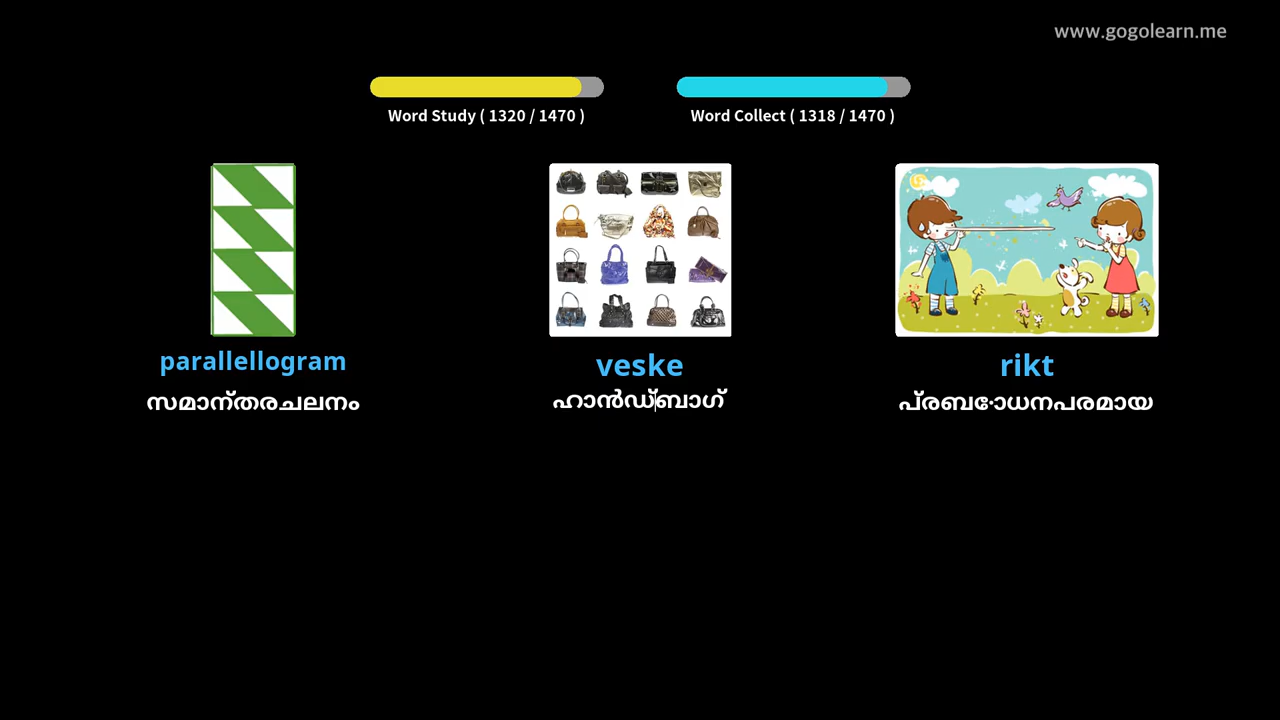 www.gogolearn.me
Word Study ( 1320 / 1470 )
Word Collect ( 1318 / 1470 )
parallellogram
veske
rikt
സമാന്തരചലനം
ഹാൻഡ്ബാഗ്
പ്രബോധനപരമായ